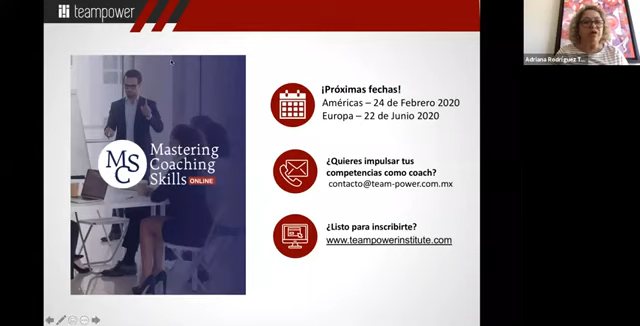 teampower
Adriana Rodríguez T...
MSC
Mastering
Coaching
Skills ONLINE
¡Próximas fechas!
Américas – 24 de Febrero 2020
Europa – 22 de Junio 2020
¿Quieres impulsar tus
competencias como coach?
contacto@team-power.com.mx
¿Listo para inscribirte?
www.teampowerinstitute.com